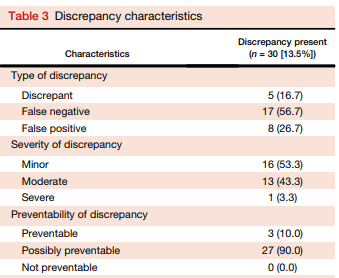 Table 3 Discrepancy characteristics
Characteristics
Discrepancy present
(n = 30 [13.5%])
Type of discrepancy
Discrepant 5 (16.7)
False negative 17 (56.7)
False positive 8 (26.7)
Severity of discrepancy
Minor 16 (53.3)
Moderate 13 (43.3)
Severe 1 (3.3)
Preventability of discrepancy
Preventable 3 (10.0)
Possibly preventable 27 (90.0)
Not preventable 0 (0.0)